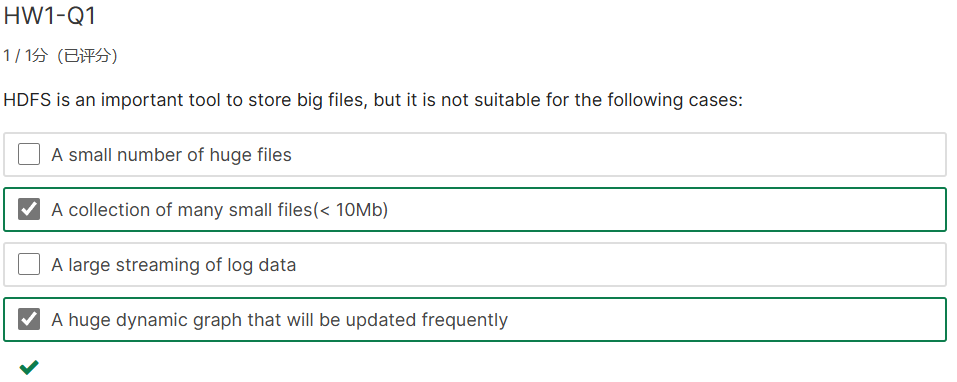 HW1-Q1
1 / 1分（已评分）
HDFS is an important tool to store big files, but it is not suitable for the following cases:
A small number of huge files
A collection of many small files(< 10Mb)
A large streaming of log data
A huge dynamic graph that will be updated frequently